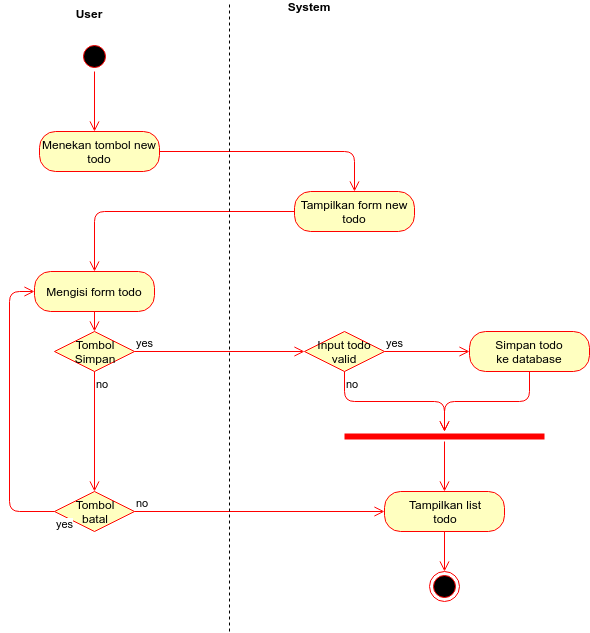 User
System
Menekan tombol new
todo
Tampilkan form new
todo
Mengisi form todo
Tombol
Simpan
yes
no
Input todo
valid
yes
no
Simpan todo
ke database
Tombol
batal
yes
no
Tampilkan list
todo